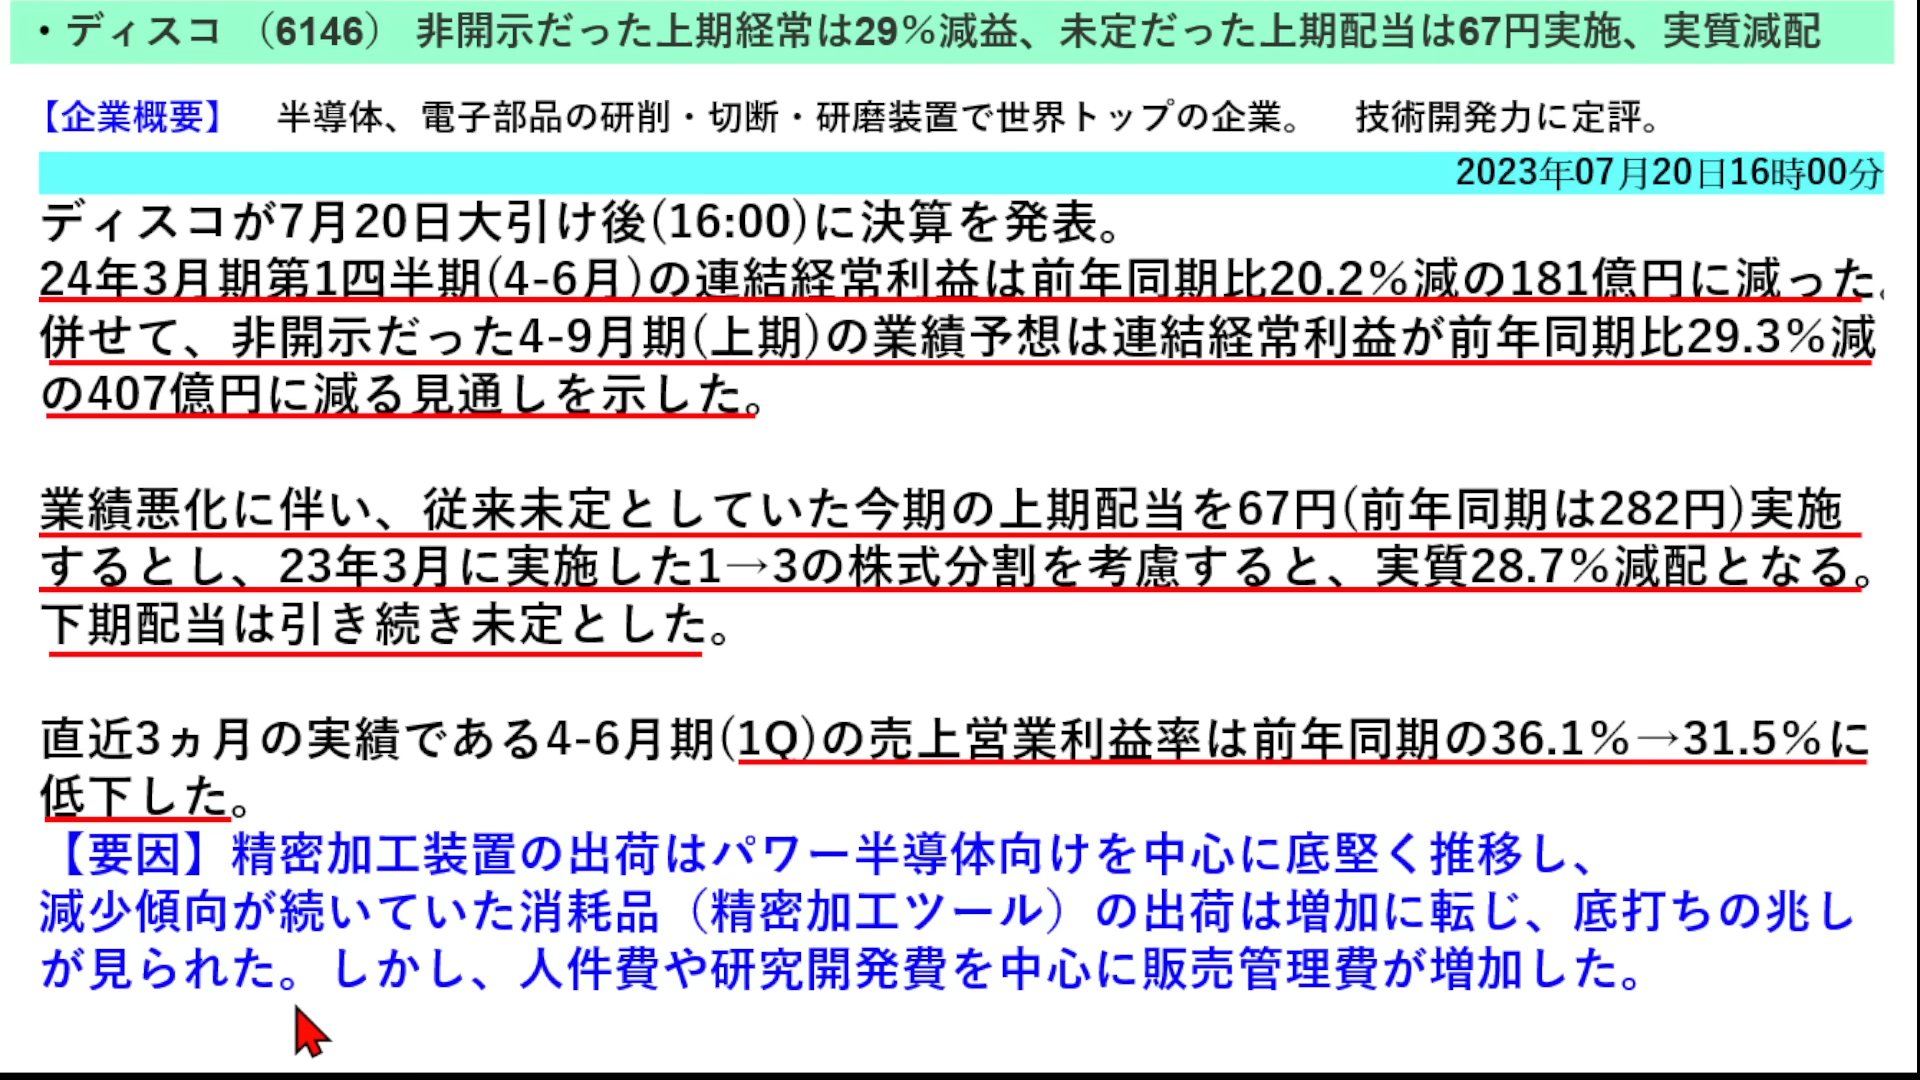 ・ディスコ （6146） 非開示だった上期経常は29％減益、未定だった上期配当は67円実施、実質減配
【企業概要】 半導体、電子部品の研削・切断・研磨装置で世界トップの企業。 技術開発力に定評。
2023年07月20日16時00分
ディスコが7月20日大引け後(16:00)に決算を発表。
24年3月期第1四半期(4-6月)の連結経常利益は前年同期比20.2％減の181億円に減った。
併せて、非開示だった4-9月期(上期)の業績予想は連結経常利益が前年同期比29.3％減
の407億円に減る見通しを示した。
業績悪化に伴い、従来未定としていた今期の上期配当を67円(前年同期は282円)実施
するとし、23年3月に実施した1→3の株式分割を考慮すると、実質28.7％減配となる。
下期配当は引き続き未定とした。
直近3ヵ月の実績である4-6月期(1Q)の売上営業利益率は前年同期の36.1％→31.5％に
低下した。
【要因】精密加工装置の出荷はパワー半導体向けを中心に底堅く推移し、
減少傾向が続いていた消耗品（精密加工ツール）の出荷は増加に転じ、底打ちの兆し
が見られた。しかし、人件費や研究開発費を中心に販売管理費が増加した。